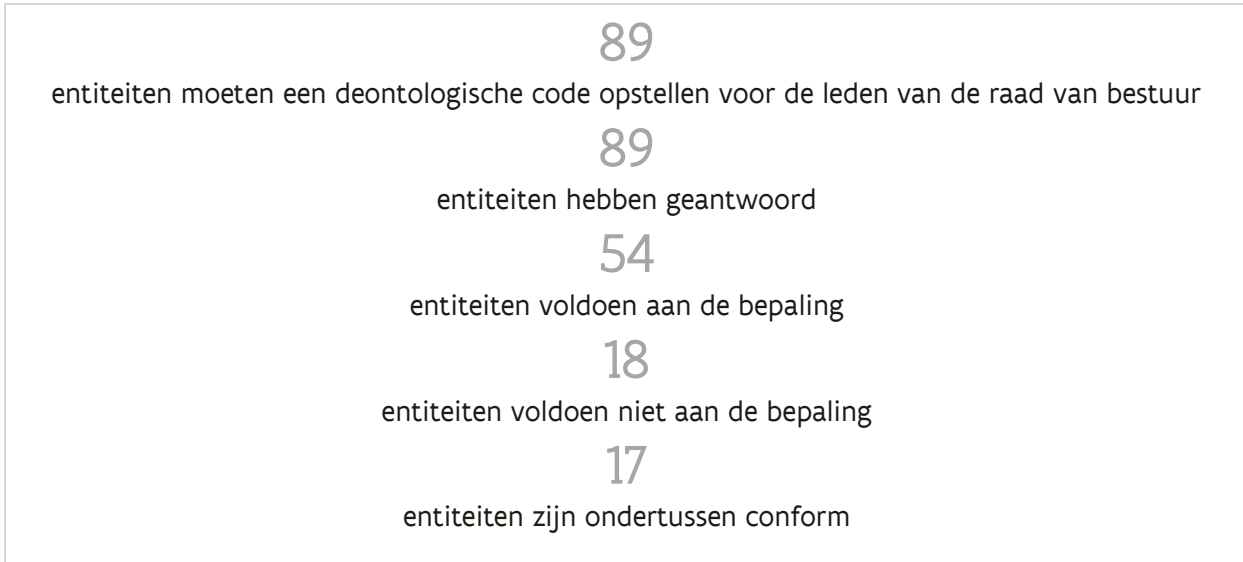 89
entiteiten moeten een deontologische code opstellen voor de leden van de raad van bestuur
89
entiteiten hebben geantwoord
54
entiteiten voldoen aan de bepaling
18
entiteiten voldoen niet aan de bepaling
17
entiteiten zijn ondertussen conform